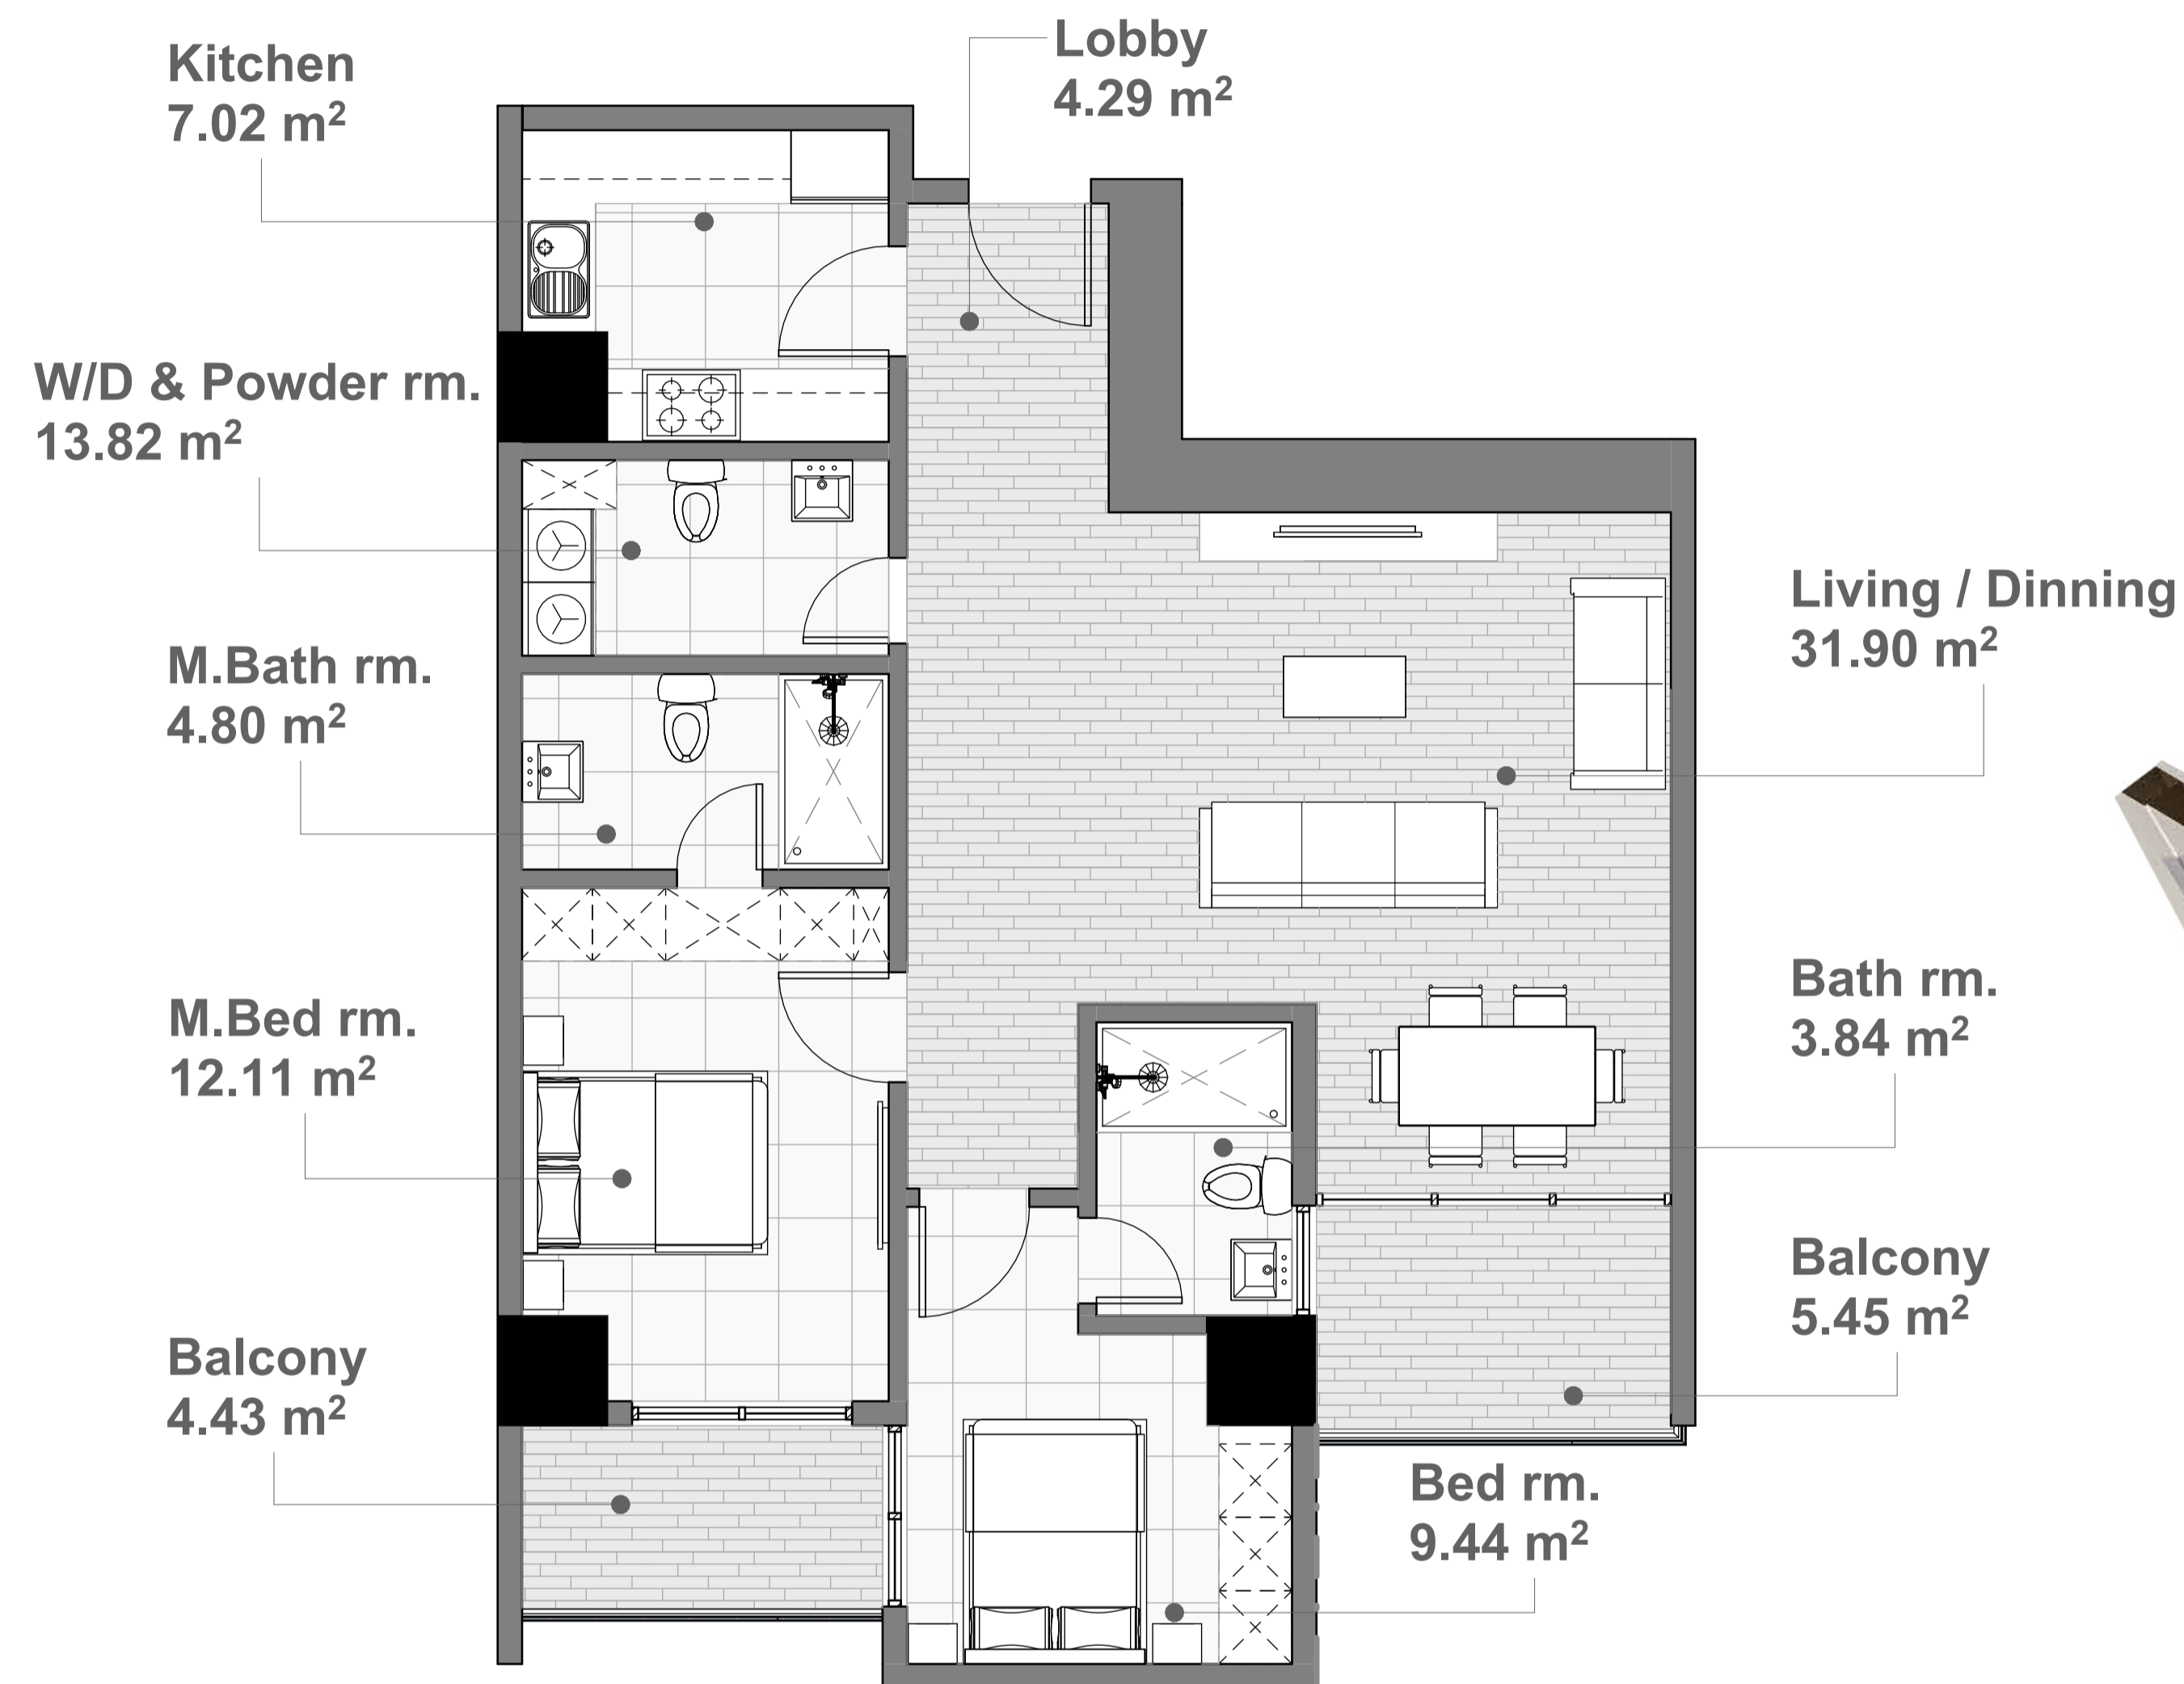 Lobby
4.29 m²
Kitchen
7.02 m²
W/D & Powder rm.
13.82 m²
Living / Dinning
31.90 m²
M.Bath rm.
4.80 m²
Bath rm.
3.84 m²
M.Bed rm.
12.11 m²
Balcony
5.45 m²
Balcony
4.43 m²
Bed rm.
9.44 m²